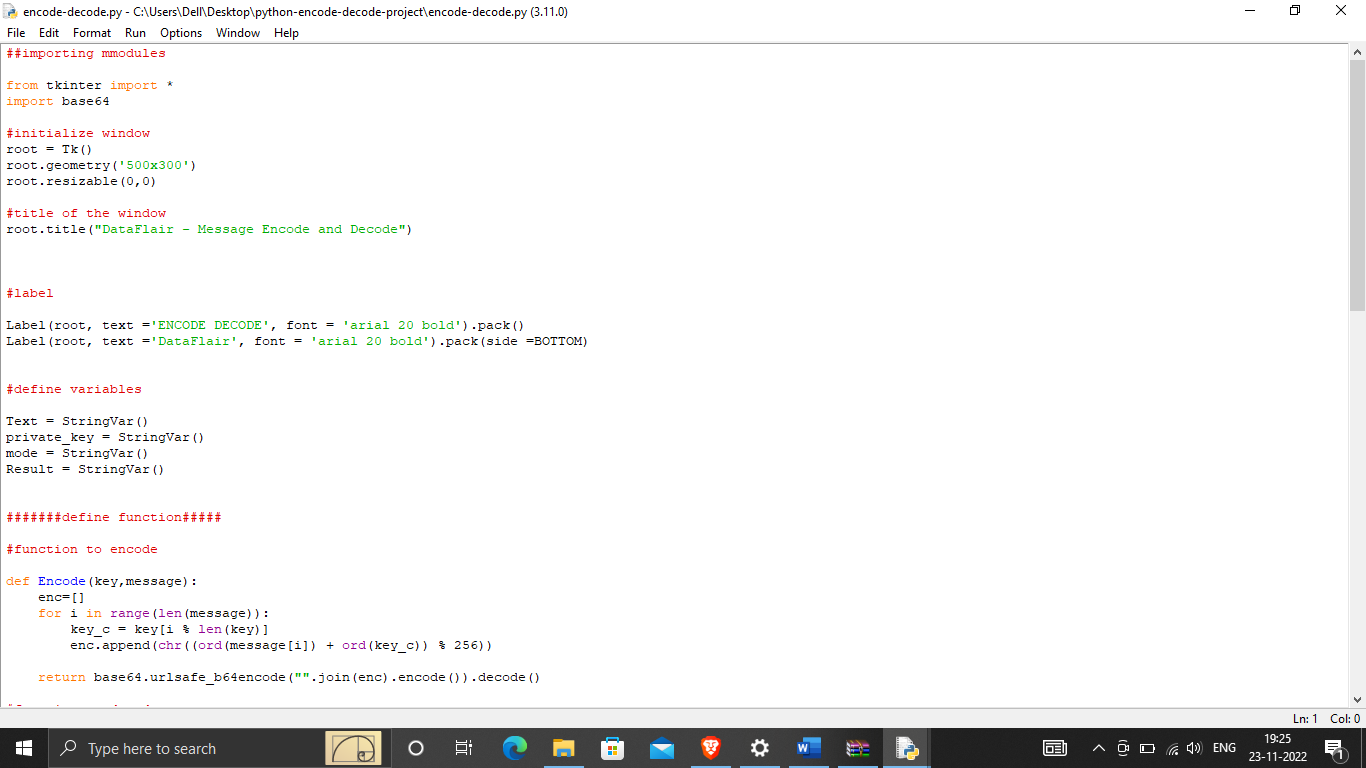 encode-decode.py - C:\Users\Dell\Desktop\python-encode-decode-project\encode-decode.py (3.11.0)
File Edit Format Run Options Window Help
##importing mmodules
from tkinter import *
import base64
#initialize window
root = Tk()
root.geometry('500x300')
root.resizable(0,0)
#title of the window
root.title("DataFlair - Message Encode and Decode")
#label
Label(root, text ='ENCODE DECODE', font = 'arial 20 bold').pack()
Label(root, text ='DataFlair', font = 'arial 20 bold').pack(side =BOTTOM)
#define variables
Text = StringVar()
private_key = StringVar()
mode = StringVar()
Result = StringVar()
#######define function#####
#function to encode
def Encode(key,message):
    enc=[]
    for i in range(len(message)):
        key_c = key[i % len(key)]
        enc.append(chr((ord(message[i]) + ord(key_c)) % 256))
    return base64.urlsafe_b64encode("".join(enc).encode()).decode()
Ln: 1 Col: 0
Type here to search
ENG
19:25
23-11-2022
1